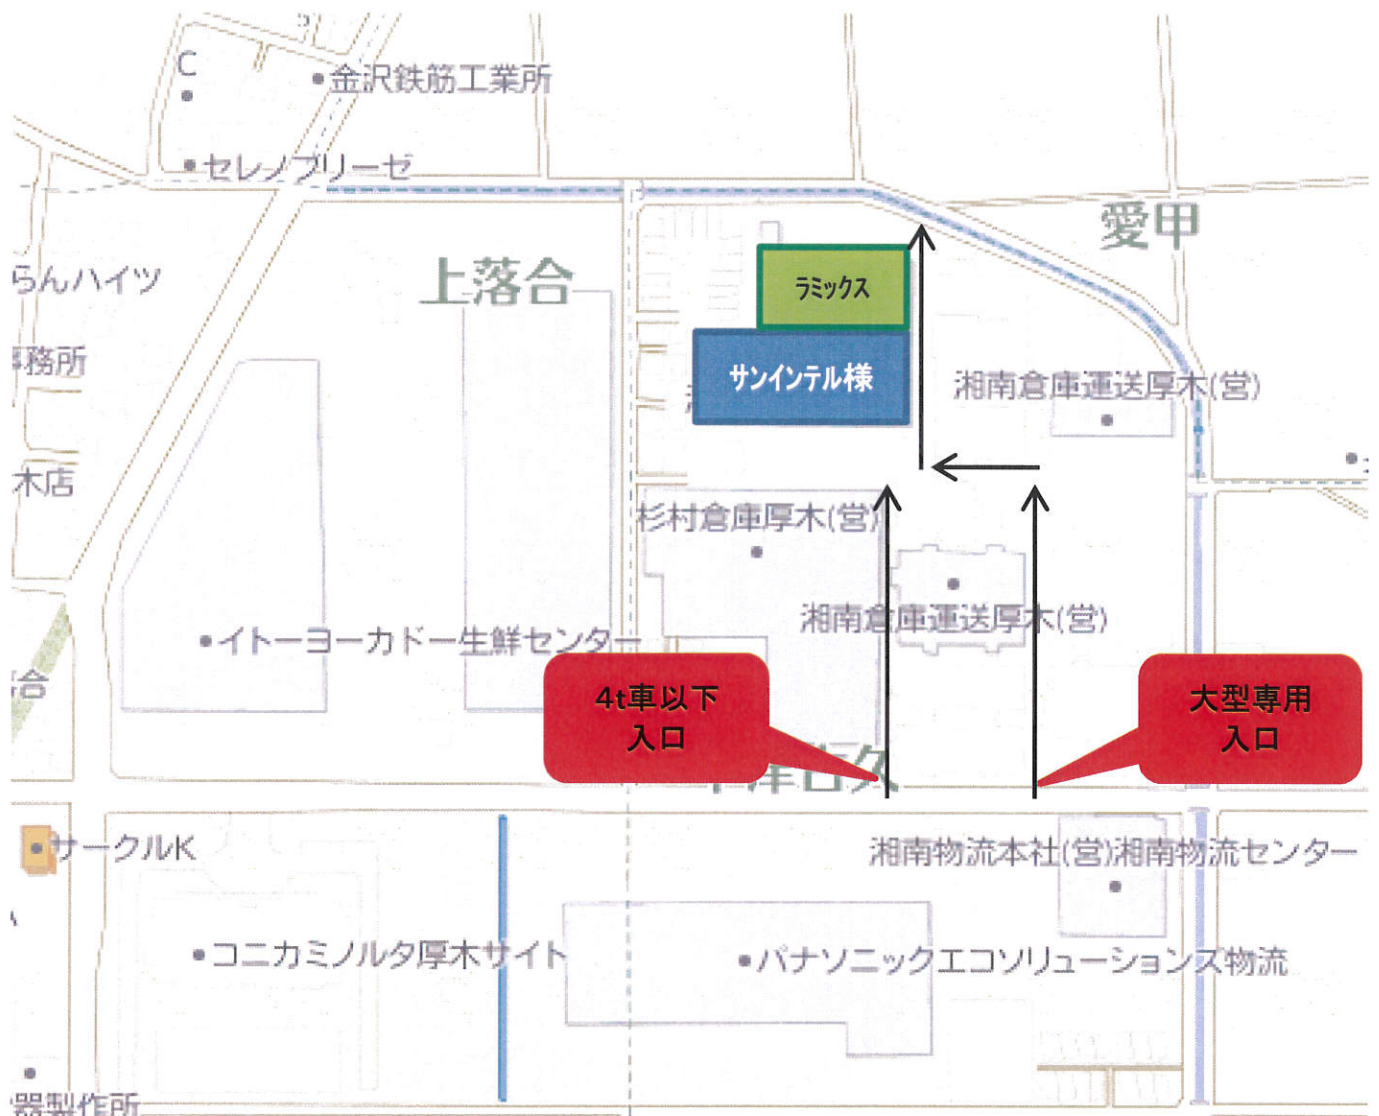 C
金沢鉄筋工業所
セレノブリーゼ
愛甲
らんハイツ
上落合
ラミックス
サンインテル様
務所
湘南倉庫運送厚木(営)
木店
杉村倉庫厚木(営)
湘南倉庫運送厚木(営)
イトーヨーカドー生鮮センター
合
4t車以下
入口
大型専用
入口
津古久
サークルK
湘南物流本社(営)湘南物流センター
コニカミノルタ厚木サイト
パナソニックエコソリューションズ物流
器製作所